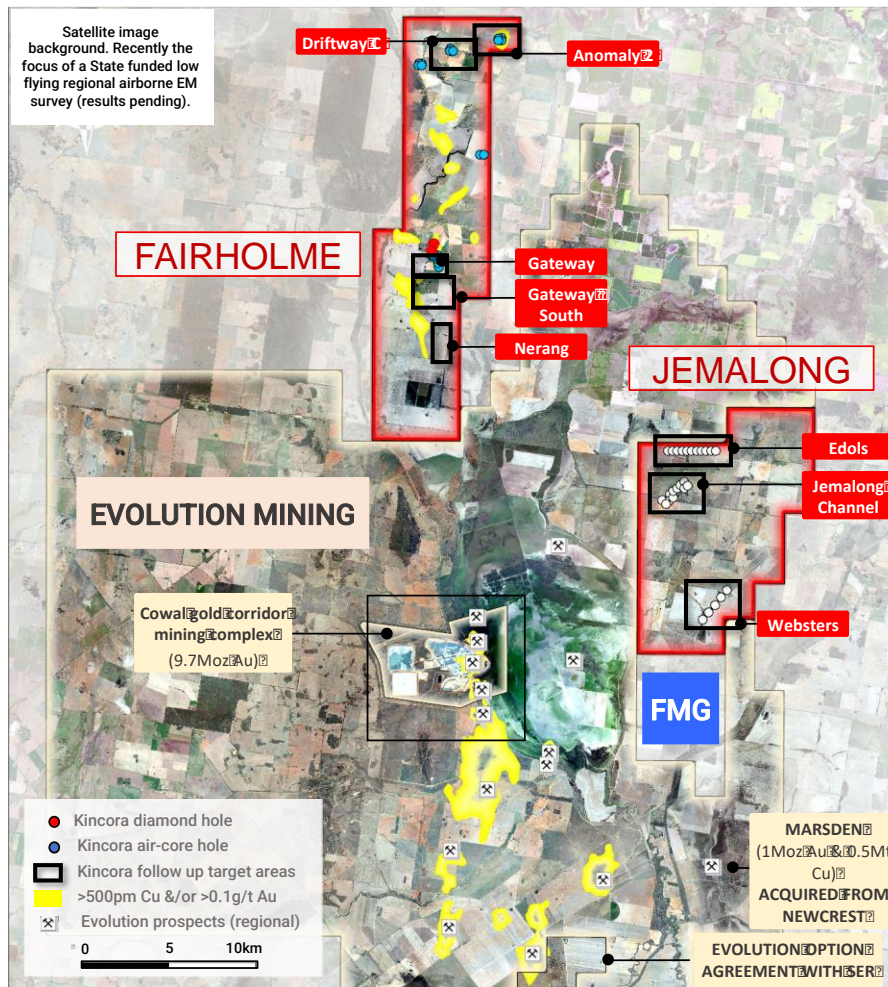 Satellite image
background. Recently the
focus of a State funded low
flying regional airborne EM
survey (results pending).
Driftway C
Anomaly 2
FAIRHOLME
Gateway
Gateway
South
Nerang
JEMALONG
Edols
Jemalong
Channel
Websters
EVOLUTION MINING
Cowal gold corridor
mining complex
(9.7Moz Au)
FMG
MARSDEN
(1Moz Au & 0.5Mt
Cu)
ACQUIRED FROM
NEWCREST
EVOLUTION OPTION
AGREEMENT WITH SER
Kincora diamond hole
Kincora air-core hole
Kincora follow up target areas
>500pm Cu &/or >0.1g/t Au
Evolution prospects (regional)
0 5 10km